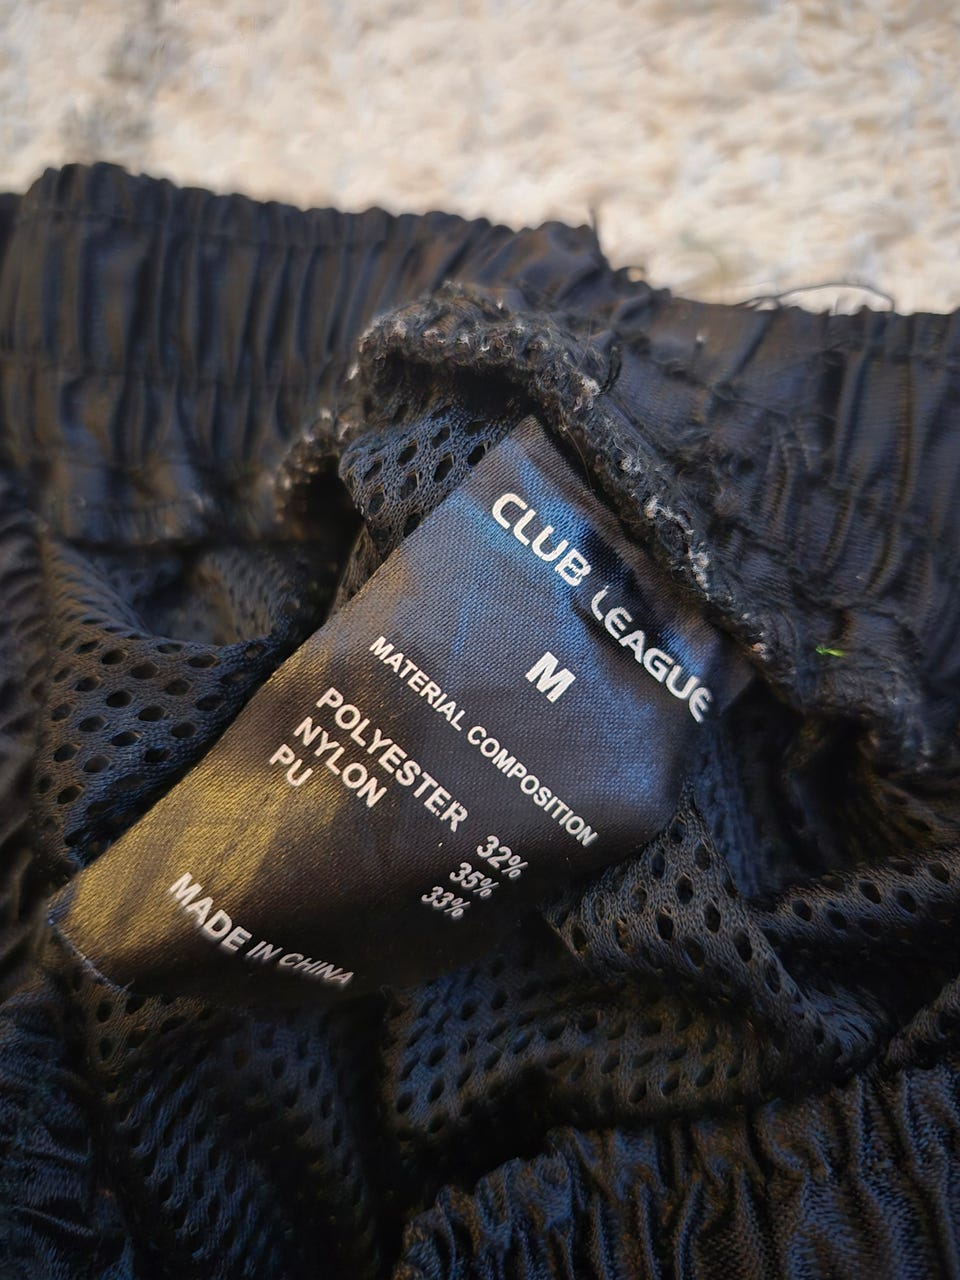 CLUB LEAGUE
M
MATERIAL COMPOSITION
POLYESTER 32%
NYLON 35%
PU 33%
MADE IN CHINA